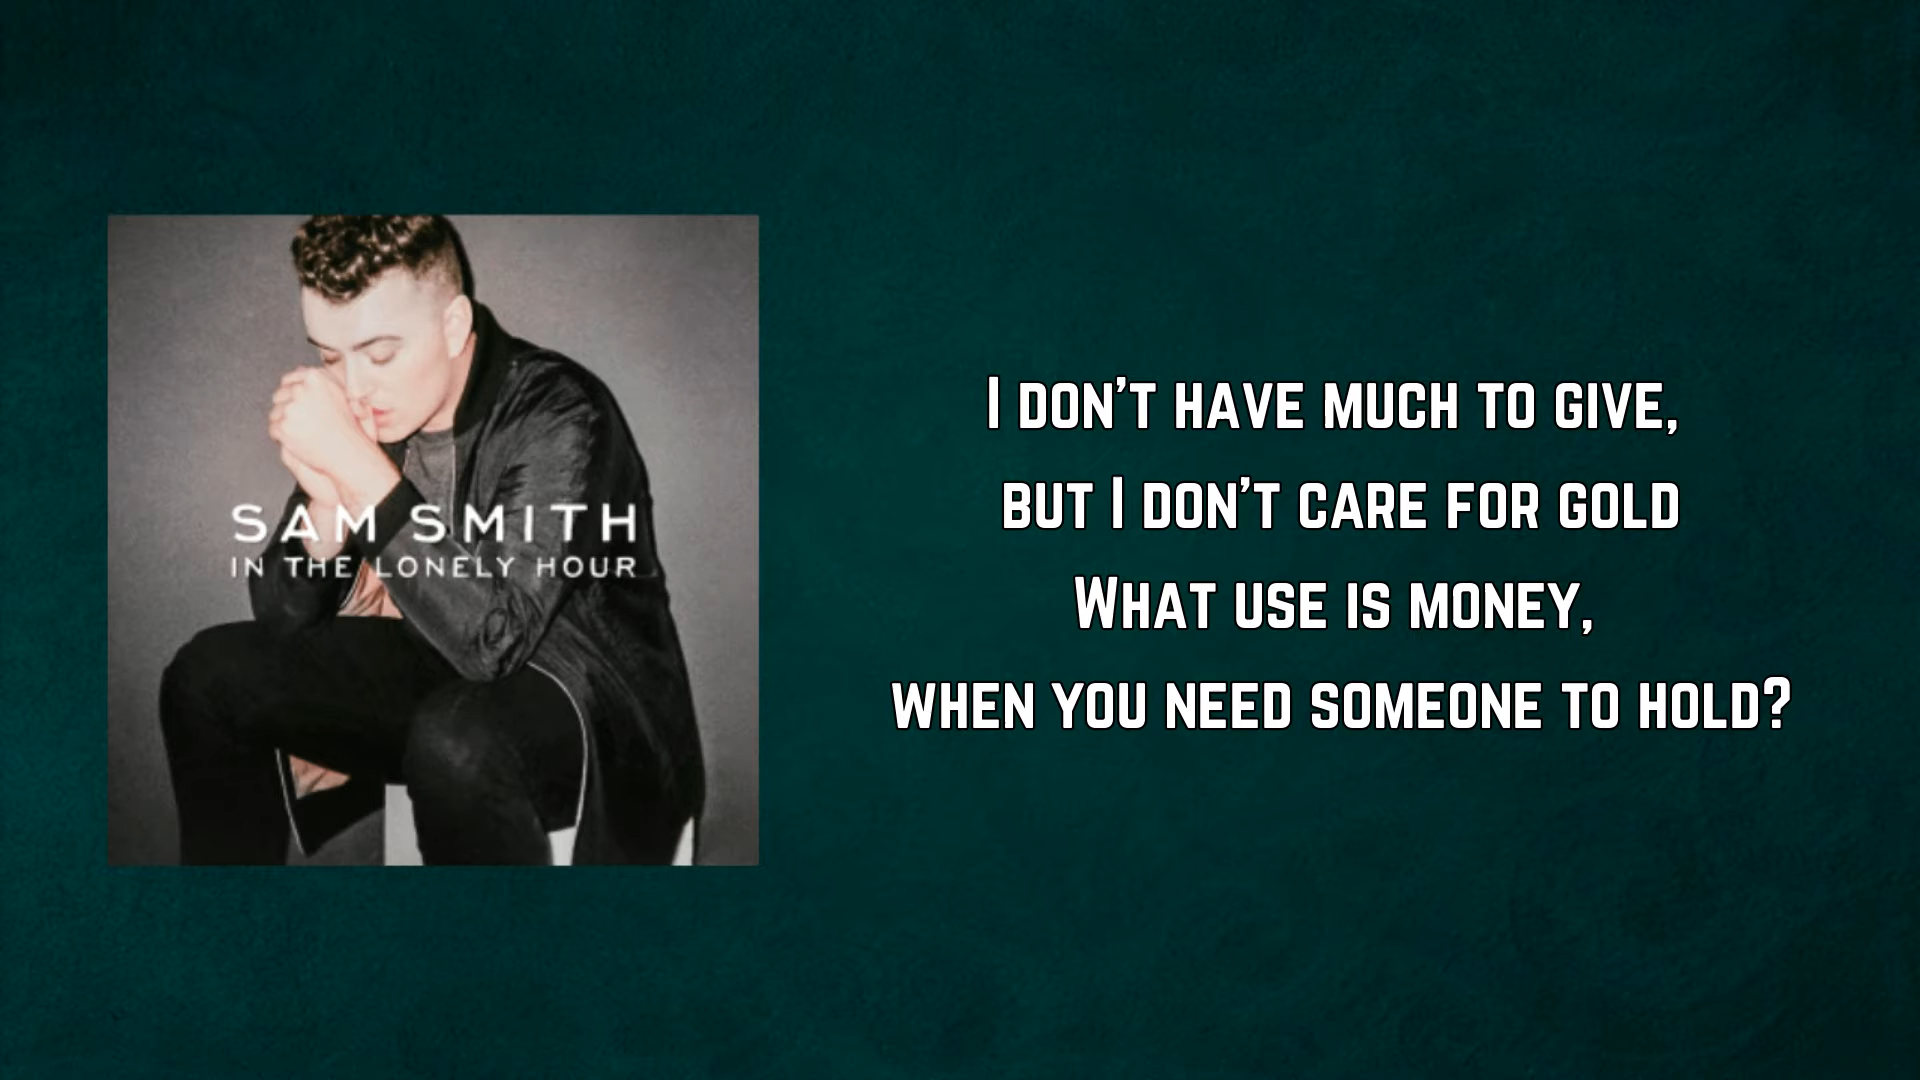 SAM SMITH
IN THE LONELY HOUR
I DON'T HAVE MUCH TO GIVE,
BUT I DON'T CARE FOR GOLD
WHAT USE IS MONEY,
WHEN YOU NEED SOMEONE TO HOLD?